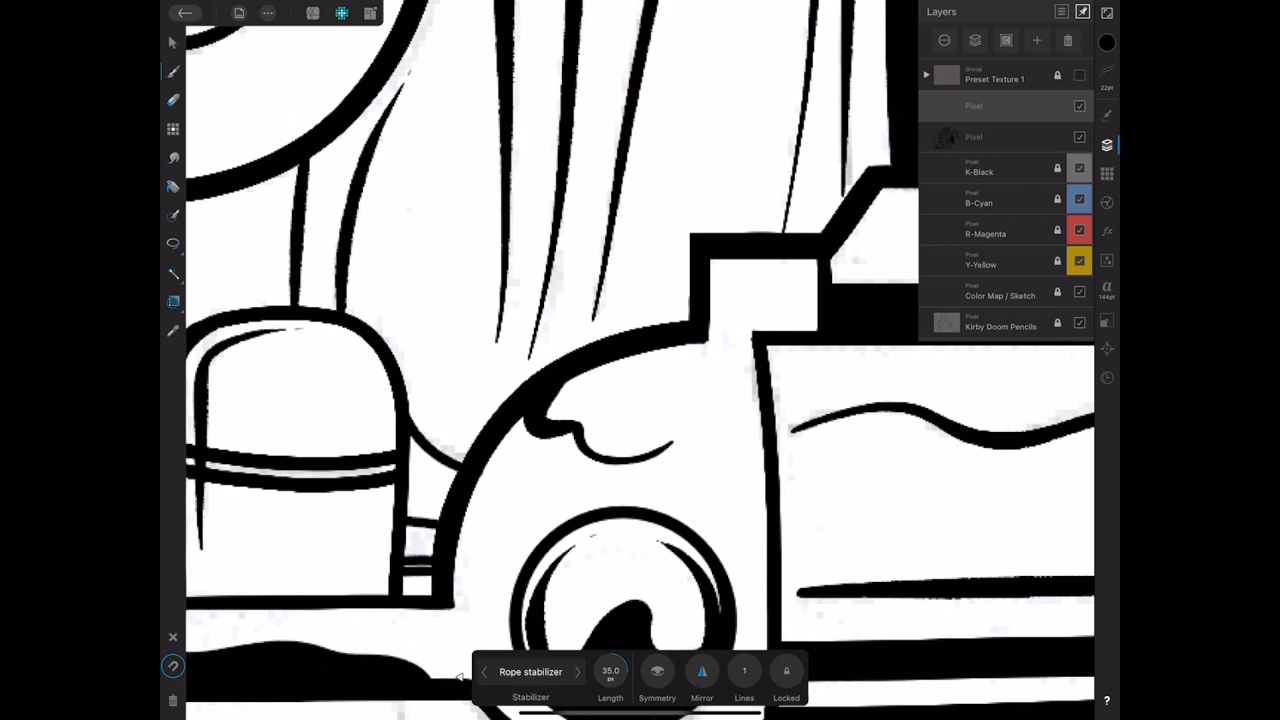 Layers
Group
Preset Texture 1
Pixel
Pixel
Pixel
K-Black
Pixel
B-Cyan
Pixel
R-Magenta
Pixel
Y-Yellow
Pixel
Color Map / Sketch
Pixel
Kirby Doom Pencils
22pt
fx
a
144pt
?
Rope stabilizer
Stabilizer
35.0
px
Length
Symmetry
Mirror
1
Lines
Locked